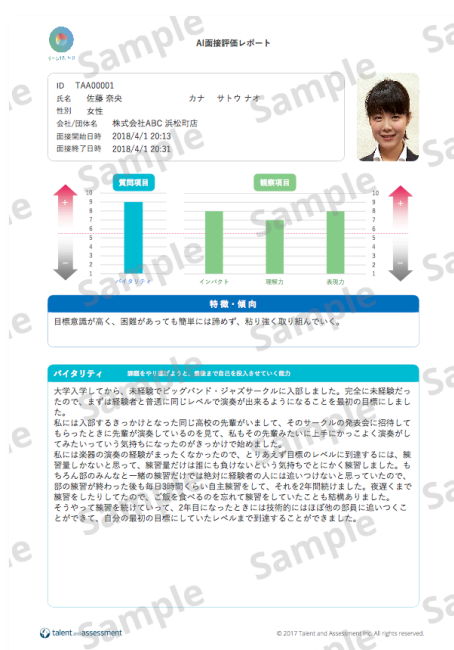 AI面接評価レポート
ID TAA00001
氏名 佐藤 奈央 カナ サトウ ナオ
性別 女性
会社/団体名 株式会社ABC 浜松町店
面接開始日時 2018/4/1 20:13
面接終了日時 2018/4/1 20:31
質問項目 観察項目
10 10
9 9
8 8
7 7
6 6
5 5
4 4
3 3
2 2
1 1
バイタリティ インパクト 理解力 表現力
特徴・傾向
目標意識が高く、困難があっても簡単には諦めず、粘り強く取り組んでいく。
バイタリティ 課題をやり遂げようと、最後まで自己を投入させていく能力
大学入学してから、未経験でビッグバンド・ジャズサークルに入部しました。完全に未経験だっ
たので、まずは経験者と普通に同じレベルで演奏が出来るようになることを最初の目標にしまし
た。
私には入部するきっかけとなった同じ高校の先輩がいまして、そのサークルの発表会に招待して
もらったときに先輩が演奏しているのを見て、私もその先輩みたいに上手にかっこよく演奏がし
てみたいっていう気持ちになったのがきっかけで始めました。
私には楽器の演奏の経験がまったくなかったので、とりあえず目標のレベルに到達するには、練
習量しかないと思って、練習量だけは誰にも負けないという気持ちでとにかく練習しました。も
ちろん部のみんなと一緒の練習だけでは絶対に経験者の人には追いつけないと思っていたので、
部の練習が終わった後も毎日3時間くらい自主練習をして、それを2年間続けました。夜遅くまで
練習をしたりしてたので、ご飯を食べるのを忘れて練習をしていたことも結構ありました。
そうやって練習を続けていって、2年目になったときには技術的にはほぼ他の部員に追いつくこ
とができて、自分の最初の目標にしていたレベルまで到達することができました。
talent and assessment
© 2017 Talent and Assessment Inc. All rights reserved.
Sample